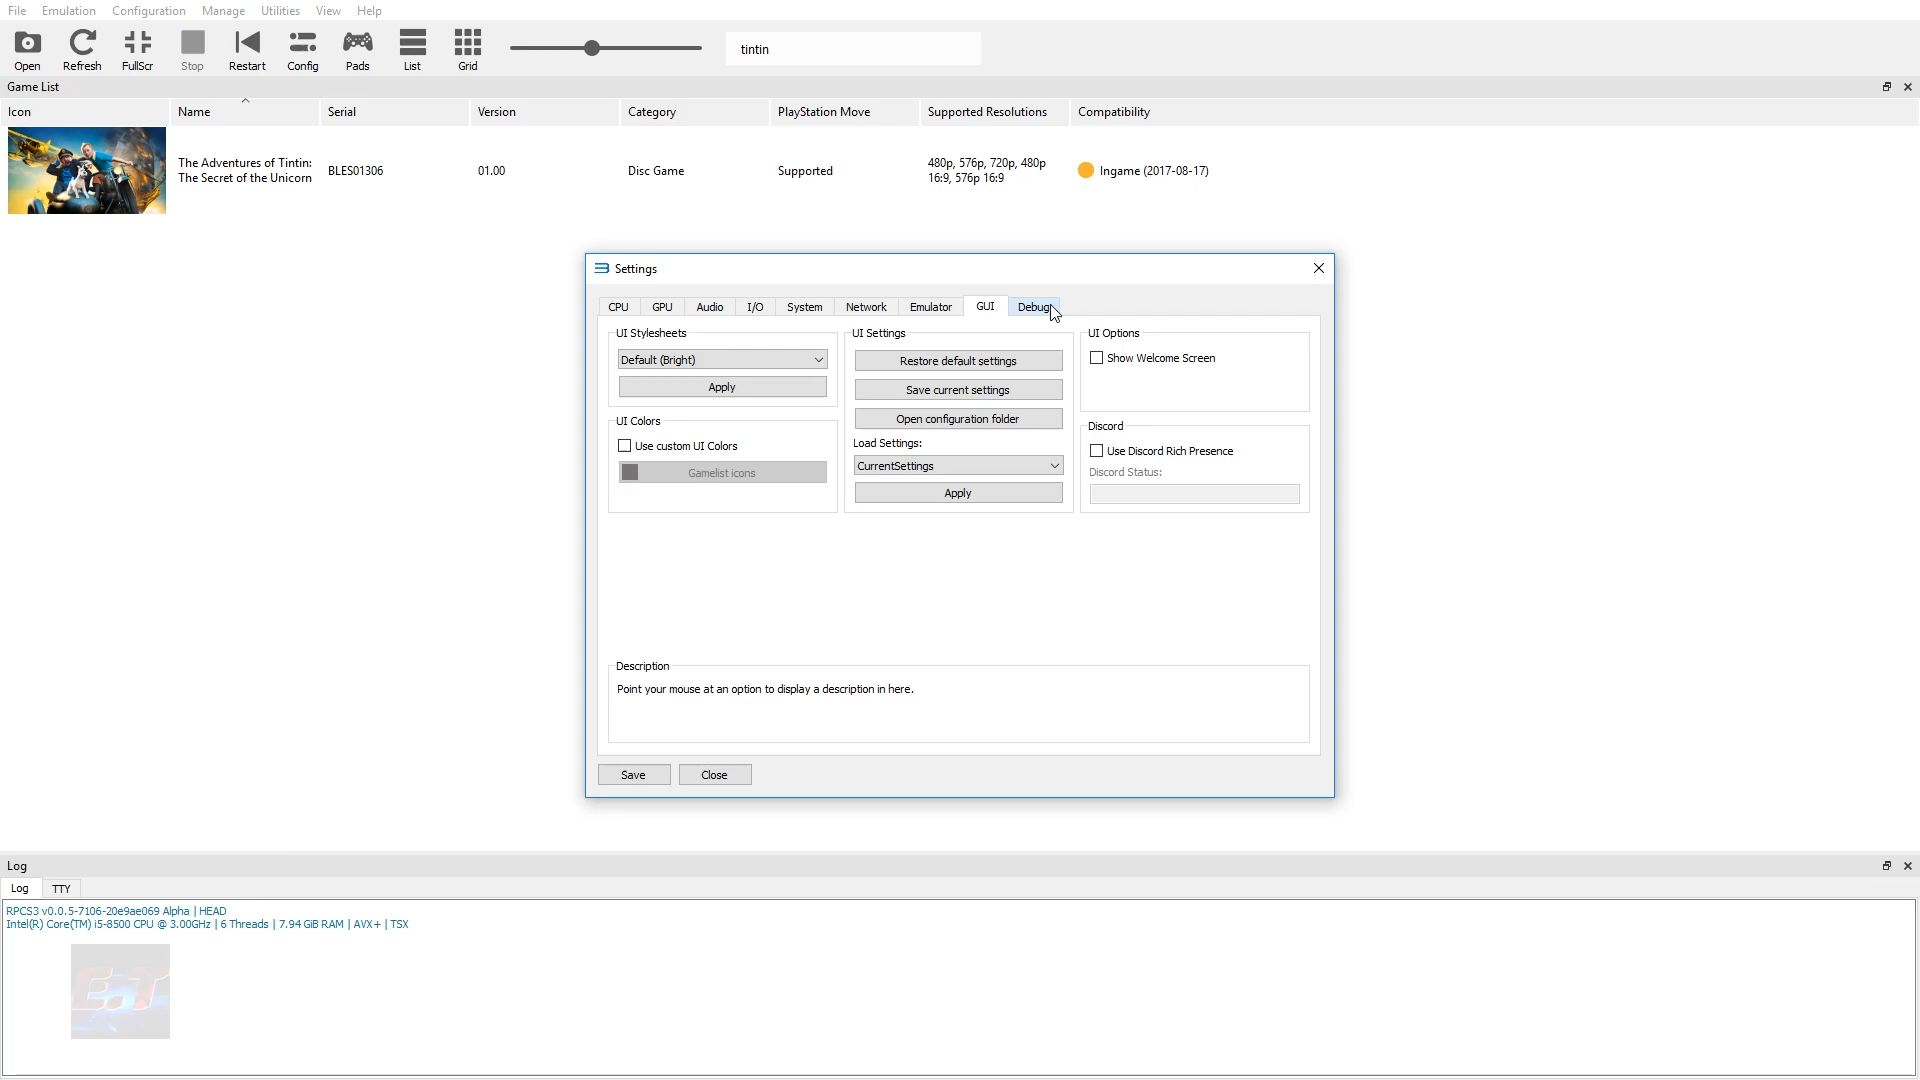 File Emulation Configuration Manage Utilities View Help
Open Refresh FullScr Stop Restart Config Pads List Grid tintin
Game List
Icon Name Serial Version Category PlayStation Move Supported Resolutions Compatibility
The Adventures of Tintin:
The Secret of the Unicorn
BLES01306
01.00
Disc Game
Supported
480p, 576p, 720p, 480p
16:9, 576p 16:9
Ingame (2017-08-17)
Settings
CPU GPU Audio I/O System Network Emulator GUI Debug
UI Stylesheets
Default (Bright)
Apply
UI Colors
Use custom UI Colors
Gamelist icons
UI Settings
Restore default settings
Save current settings
Open configuration folder
Load Settings:
CurrentSettings
Apply
UI Options
Show Welcome Screen
Discord
Use Discord Rich Presence
Discord Status:
Description
Point your mouse at an option to display a description in here.
Save Close
Log
Log TTY
RPCS3 v0.0.5-7106-20e9ae069 Alpha | HEAD
Intel(R) Core(TM) i5-8500 CPU @ 3.00GHz | 6 Threads | 7.94 GiB RAM | AVX+ | TSX
E.T